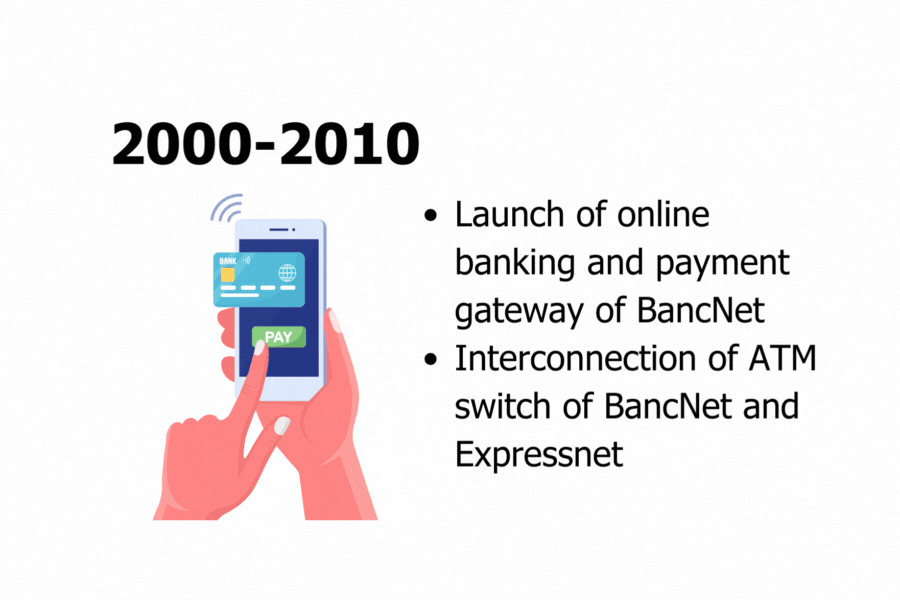 2000-2010
BANK
PAY
• Launch of online
banking and payment
gateway of BancNet
• Interconnection of ATM
switch of BancNet and
Expressnet